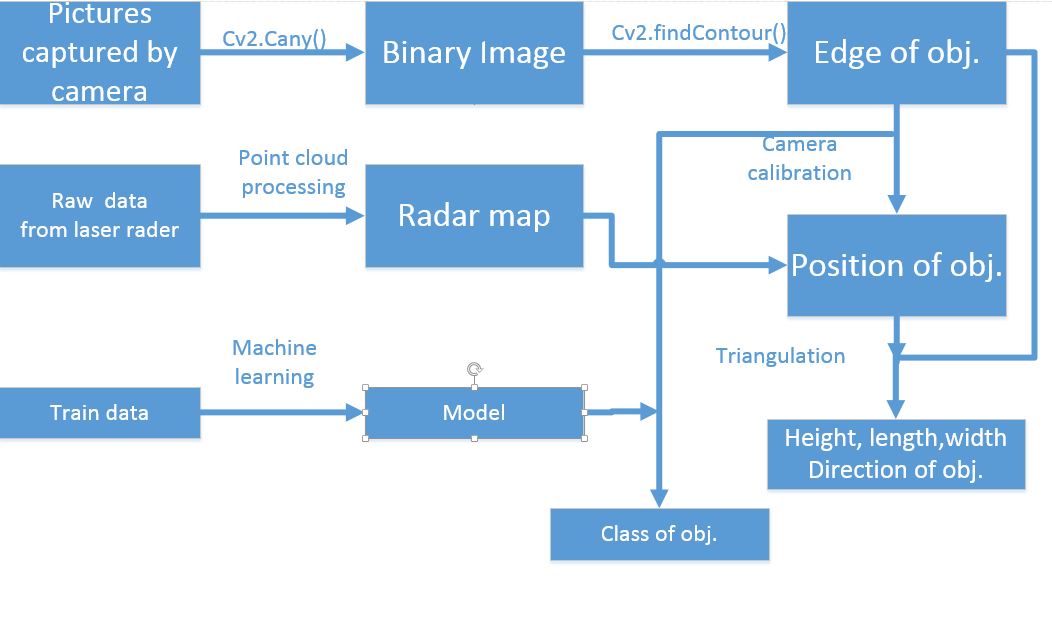 Pictures
captured by
camera
Cv2.Cany()
Binary Image
Cv2.findContour()
Edge of obj.
Camera
calibration
Point cloud
processing
Raw data
from laser rader
Radar map
Position of obj.
Machine
learning
Triangulation
Train data
Model
Height, length,width
Direction of obj.
Class of obj.